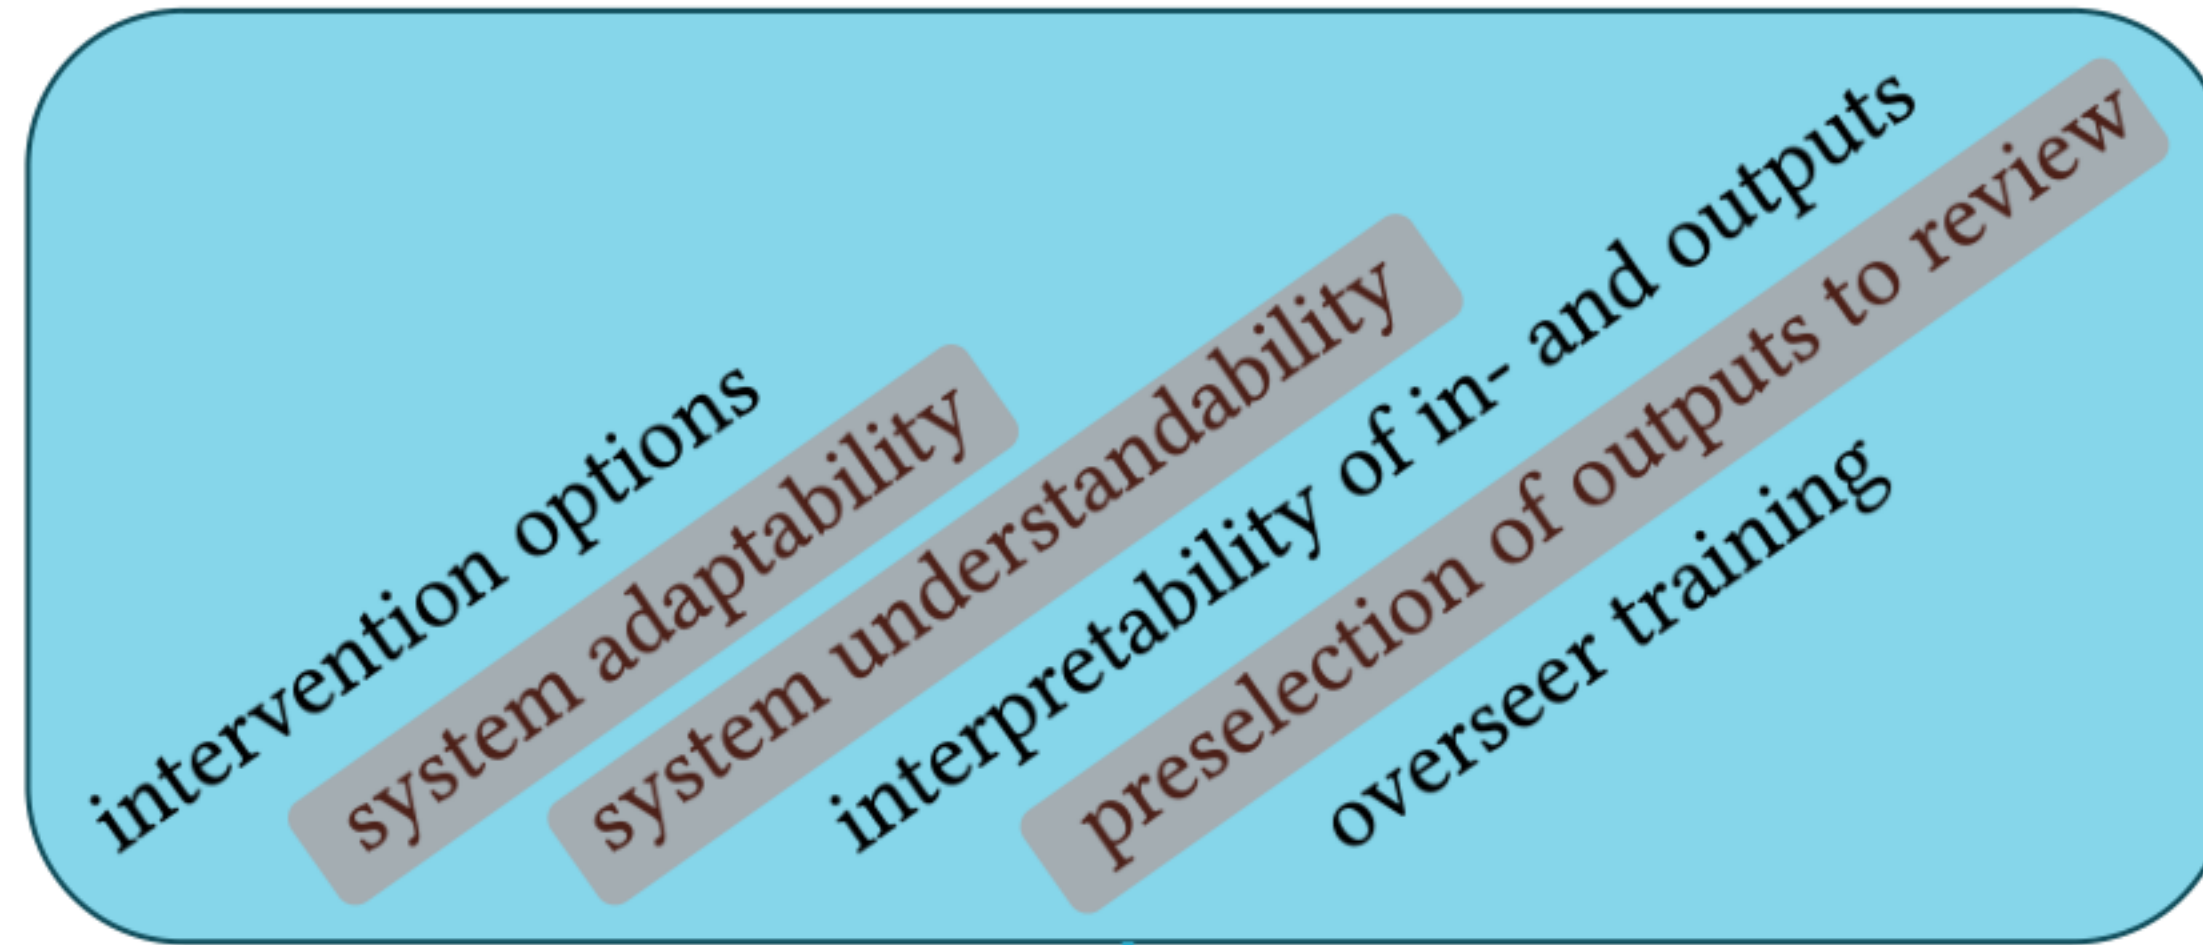 intervention options
system adaptability
system understandability
interpretability of in- and outputs
preselection of outputs to review
overseer training